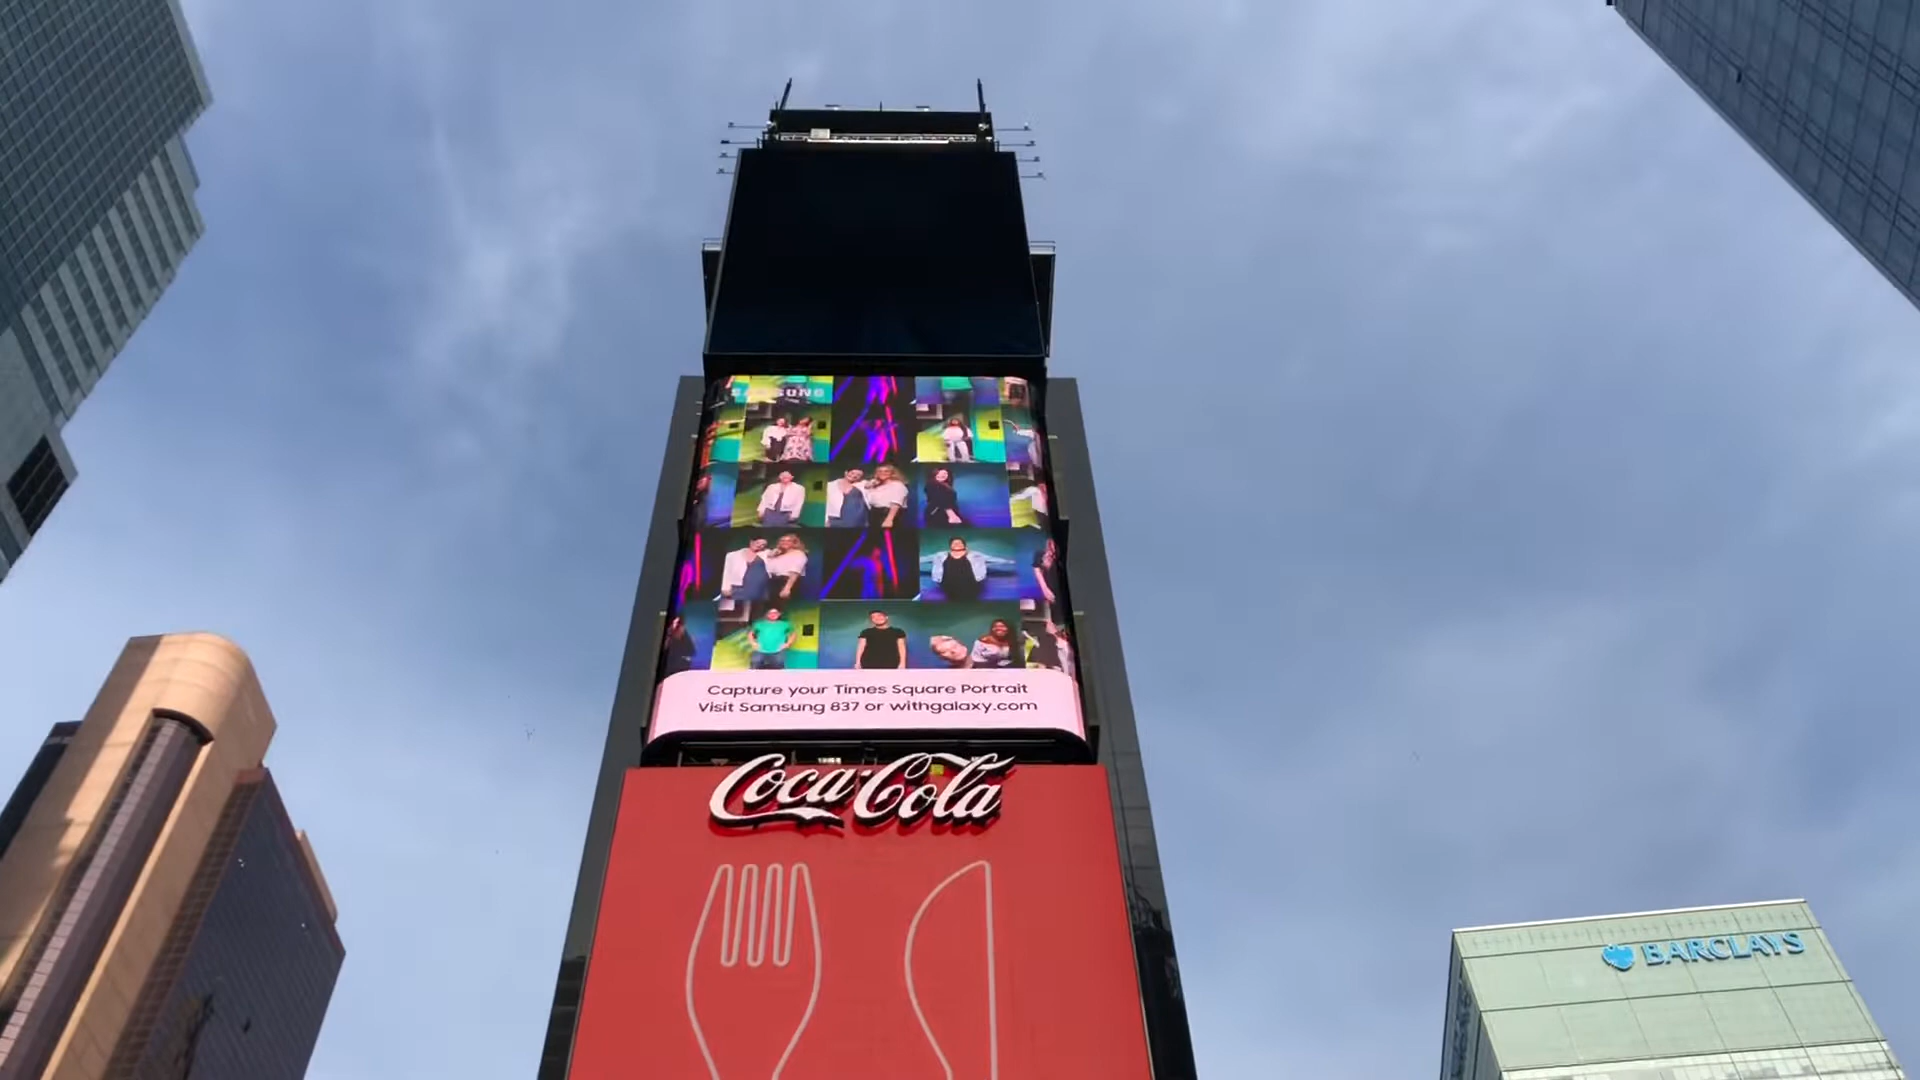 SAMSUNG
Capture your Times Square Portrait
Visit Samsung 837 or withgalaxy.com
Coca-Cola
BARCLAYS